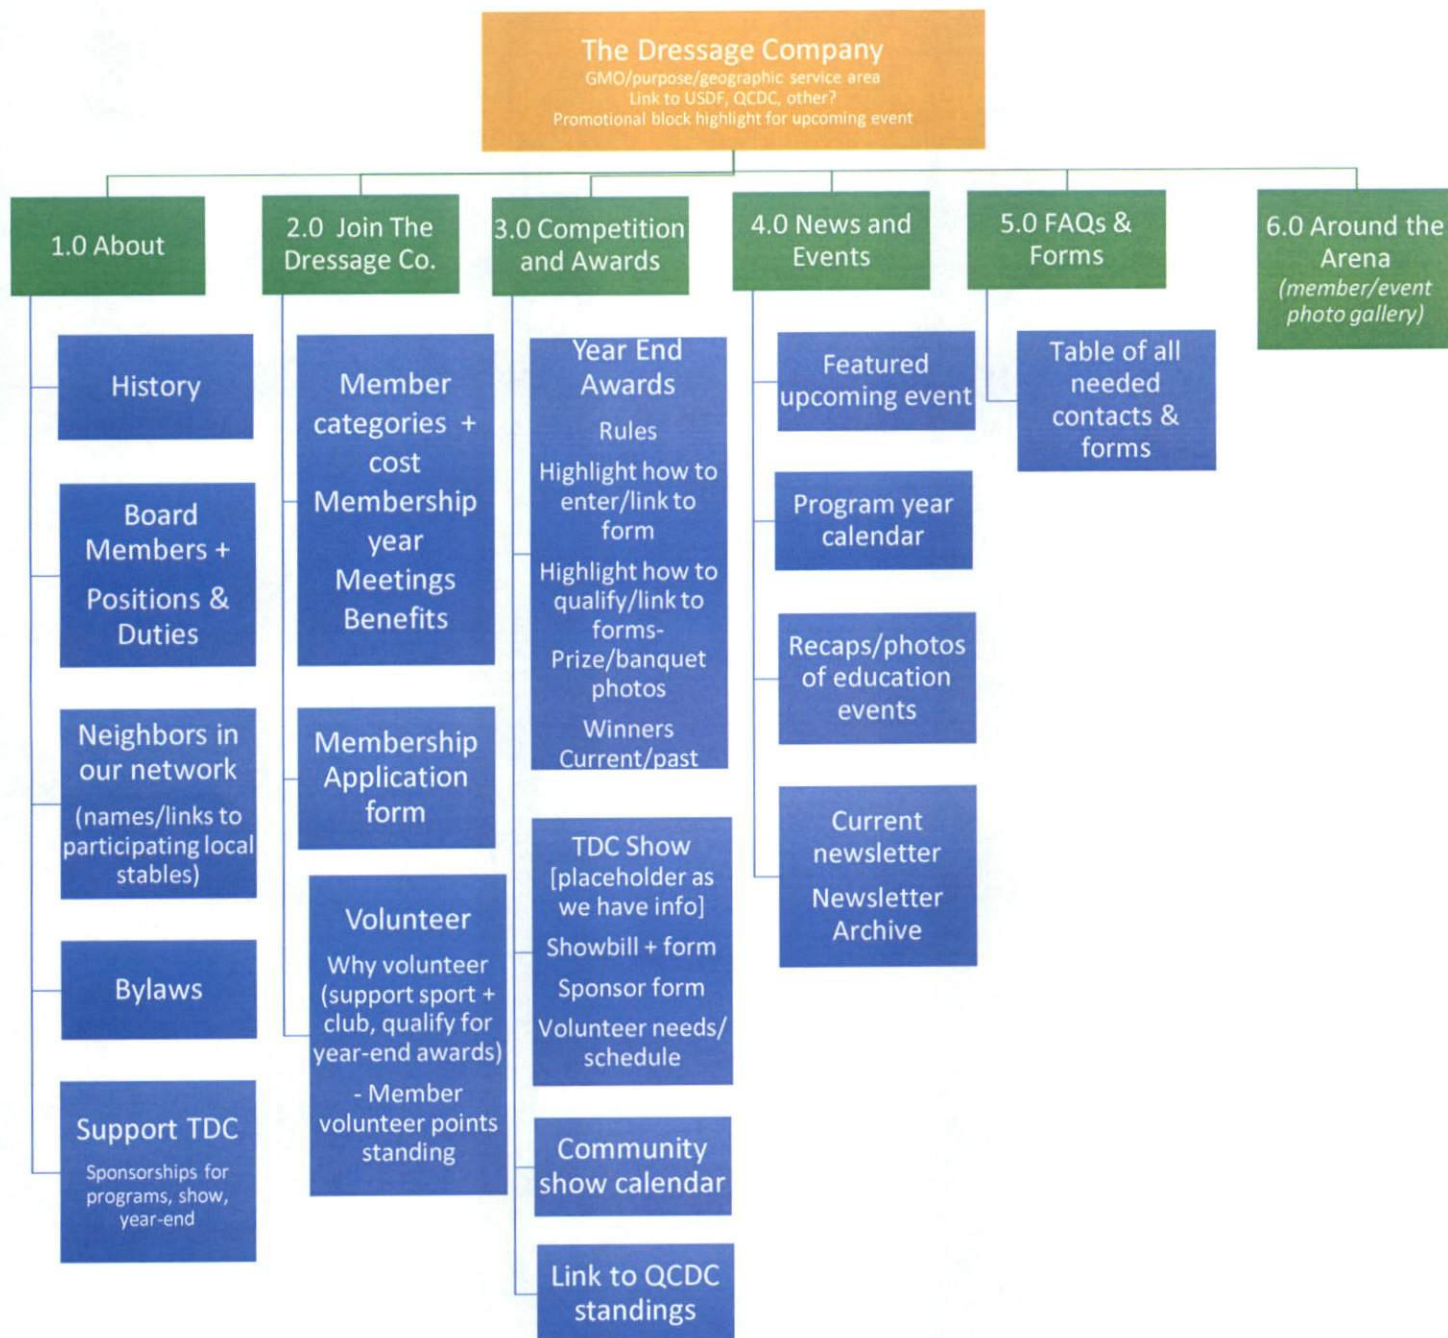 The Dressage Company
GMO/purpose/geographic service area
Link to USDF, QCDC, other?
Promotional block highlight for upcoming event
1.0 About
History
Board
Members +
Positions &
Duties
Neighbors in
our network
(names/links to
participating local
stables)
Bylaws
Support TDC
Sponsorships for
programs, show,
year-end
2.0 Join The
Dressage Co.
Member
categories +
cost
Membership
year
Meetings
Benefits
Membership
Application
form
Volunteer
Why volunteer
(support sport +
club, qualify for
year-end awards)
- Member
volunteer points
standing
3.0 Competition
and Awards
Year End
Awards
Rules
Highlight how to
enter/link to
form
Highlight how to
qualify/link to
forms-
Prize/banquet
photos
Winners
Current/past
TDC Show
[placeholder as
we have info]
Showbill + form
Sponsor form
Volunteer needs/
schedule
Community
show calendar
Link to QCDC
standings
4.0 News and
Events
Featured
upcoming event
Program year
calendar
Recaps/photos
of education
events
Current
newsletter
Newsletter
Archive
5.0 FAQs &
Forms
Table of all
needed
contacts &
forms
6.0 Around the
Arena
(member/event
photo gallery)